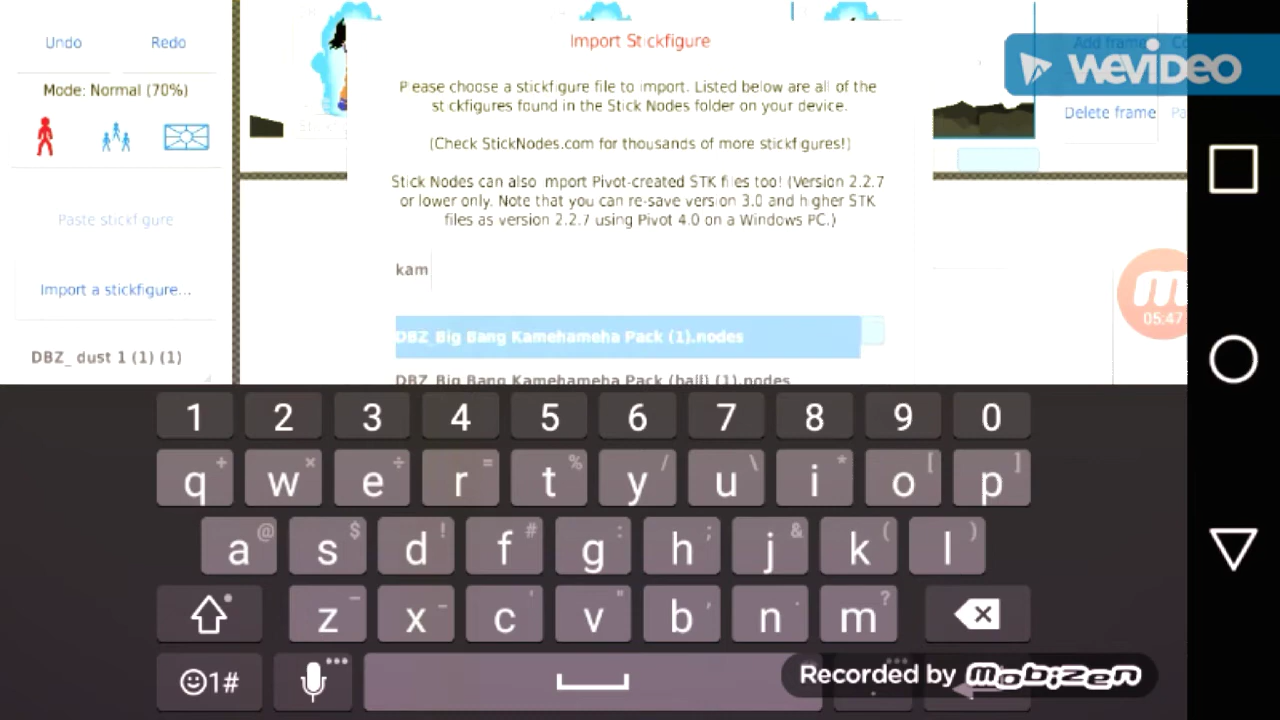 Undo
Redo
Mode: Normal (70%)
Paste stickfigure
Import a stickfigure...
DBZ_ dust 1 (1) (1)
Import Stickfigure
Please choose a stickfigure file to import. Listed below are all of the
stickfigures found in the Stick Nodes folder on your device.
(Check StickNodes.com for thousands of more stickfigures!)
Stick Nodes can also import Pivot-created STK files too! (Version 2.2.7
or lower only. Note that you can re-save version 3.0 and higher STK
files as version 2.2.7 using Pivot 4.0 on a Windows PC.)
kam
DBZ_Big Bang Kamehameha Pack (1).nodes
DBZ_Big Bang Kamehameha Pack (ball) (1).nodes
Add frame
Delete frame
WeVideo
05:47
1 2 3 4 5 6 7 8 9 0
q w e r t y u i o p
a s d f g h j k l
z x c v b n m
1#
Recorded by mobizen